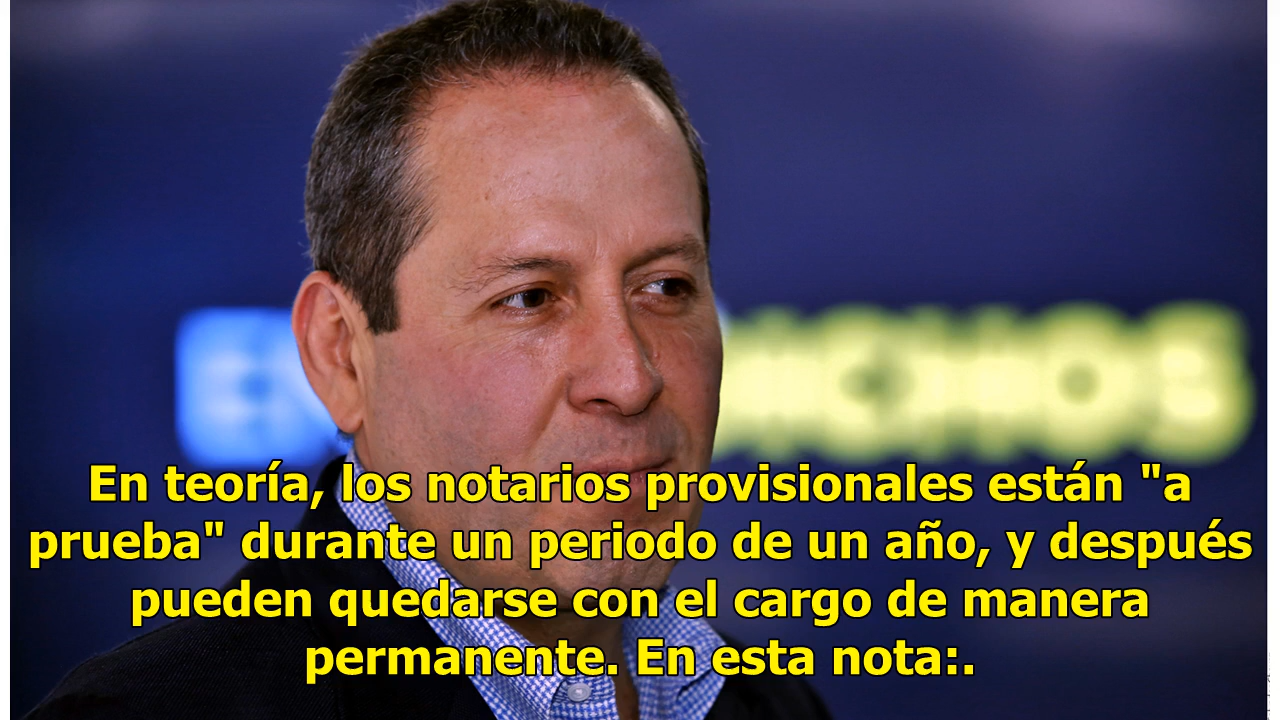 En teoría, los notarios provisionales están "a
prueba" durante un periodo de un año, y después
pueden quedarse con el cargo de manera
permanente. En esta nota:.